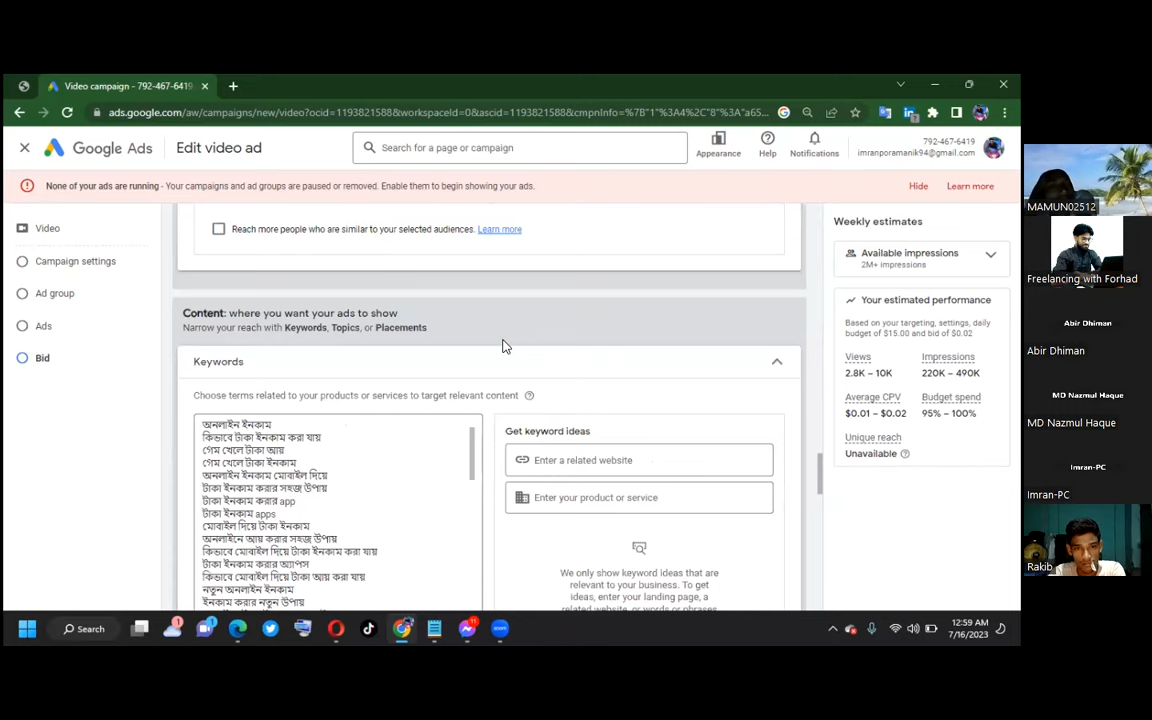 Video campaign - 792-467-6419
ads.google.com/aw/campaigns/new/video?ocid=1193821588&workspaceId=0&ascid=1193821588&cmpnInfo=%7B"1"%3A4%2C"8"%3A"a65...
Google Ads
Edit video ad
Search for a page or campaign
Appearance
Help
Notifications
792-467-6419
imranporamanik94@gmail.com
None of your ads are running - Your campaigns and ad groups are paused or removed. Enable them to begin showing your ads.
Hide
Learn more
Video
Campaign settings
Ad group
Ads
Bid
Reach more people who are similar to your selected audiences. Learn more
Content: where you want your ads to show
Narrow your reach with Keywords, Topics, or Placements
Keywords
Choose terms related to your products or services to target relevant content
অনলাইন ইনকাম
কিভাবে টাকা ইনকাম করা যায়
গেম খেলে টাকা আয়
গেম খেলে টাকা ইনকাম
অনলাইন ইনকাম মোবাইল দিয়ে
টাকা ইনকাম করার সহজ উপায়
টাকা ইনকাম করার app
টাকা ইনকাম apps
মোবাইল দিয়ে টাকা ইনকাম
অনলাইনে আয় করার সহজ উপায়
কিভাবে মোবাইল দিয়ে টাকা ইনকাম করা যায়
টাকা ইনকাম করার অ্যাপস
কিভাবে মোবাইল দিয়ে টাকা আয় করা যায়
নতুন অনলাইন ইনকাম
ইনকাম করার নতুন উপায়
Get keyword ideas
Enter a related website
Enter your product or service
We only show keyword ideas that are
relevant to your business. To get
ideas, enter your landing page, a
related website, or words or phrases
Weekly estimates
Available impressions
2M+ impressions
Your estimated performance
Based on your targeting, settings, daily
budget of $15.00 and bid of $0.02
Views
Impressions
2.8K – 10K
220K – 490K
Average CPV
Budget spend
$0.01 – $0.02
95% – 100%
Unique reach
Unavailable
MAMUN02512
Freelancing with Forhad
Abir Dhiman
Abir Dhiman
MD Nazmul Haque
MD Nazmul Haque
Imran-PC
Imran-PC
Rakib
Search
1
1
11
zoom
12:59 AM
7/16/2023